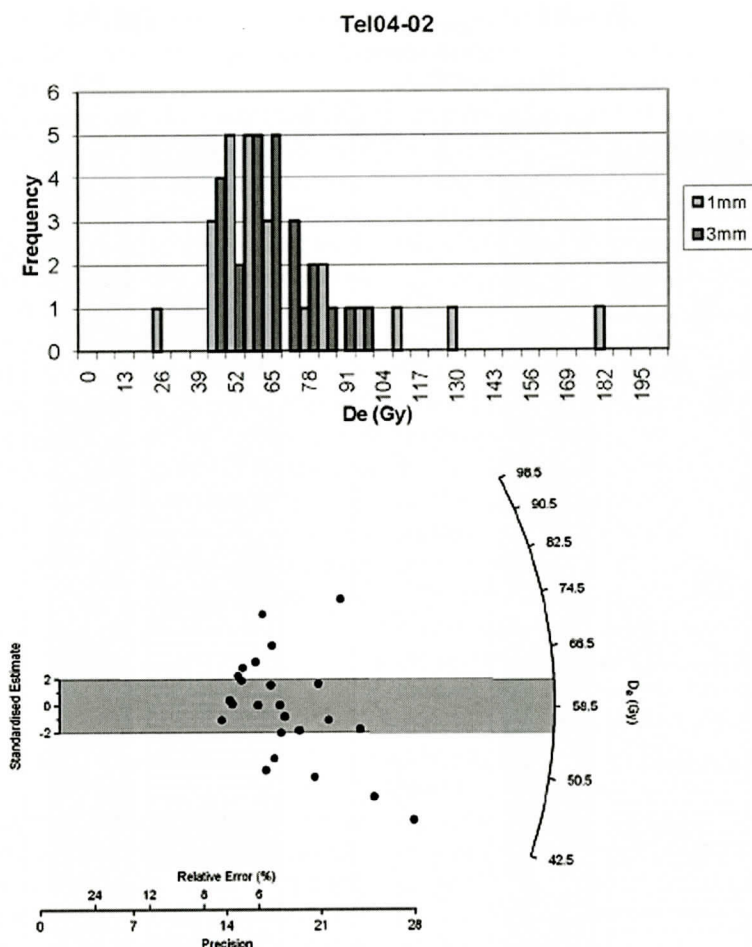 Tel04-02
6
5
4
3
2
1
0
Frequency
0 13 26 39 52 65 78 91 104 117 130 143 156 169 182 195
De (Gy)
1mm
3mm
98.5
90.5
82.5
74.5
66.5
58.5
50.5
42.5
De (Gy)
Standardised Estimate
2
0
-2
Relative Error (%)
24 12 8 6
0 7 14 21 28
Precision